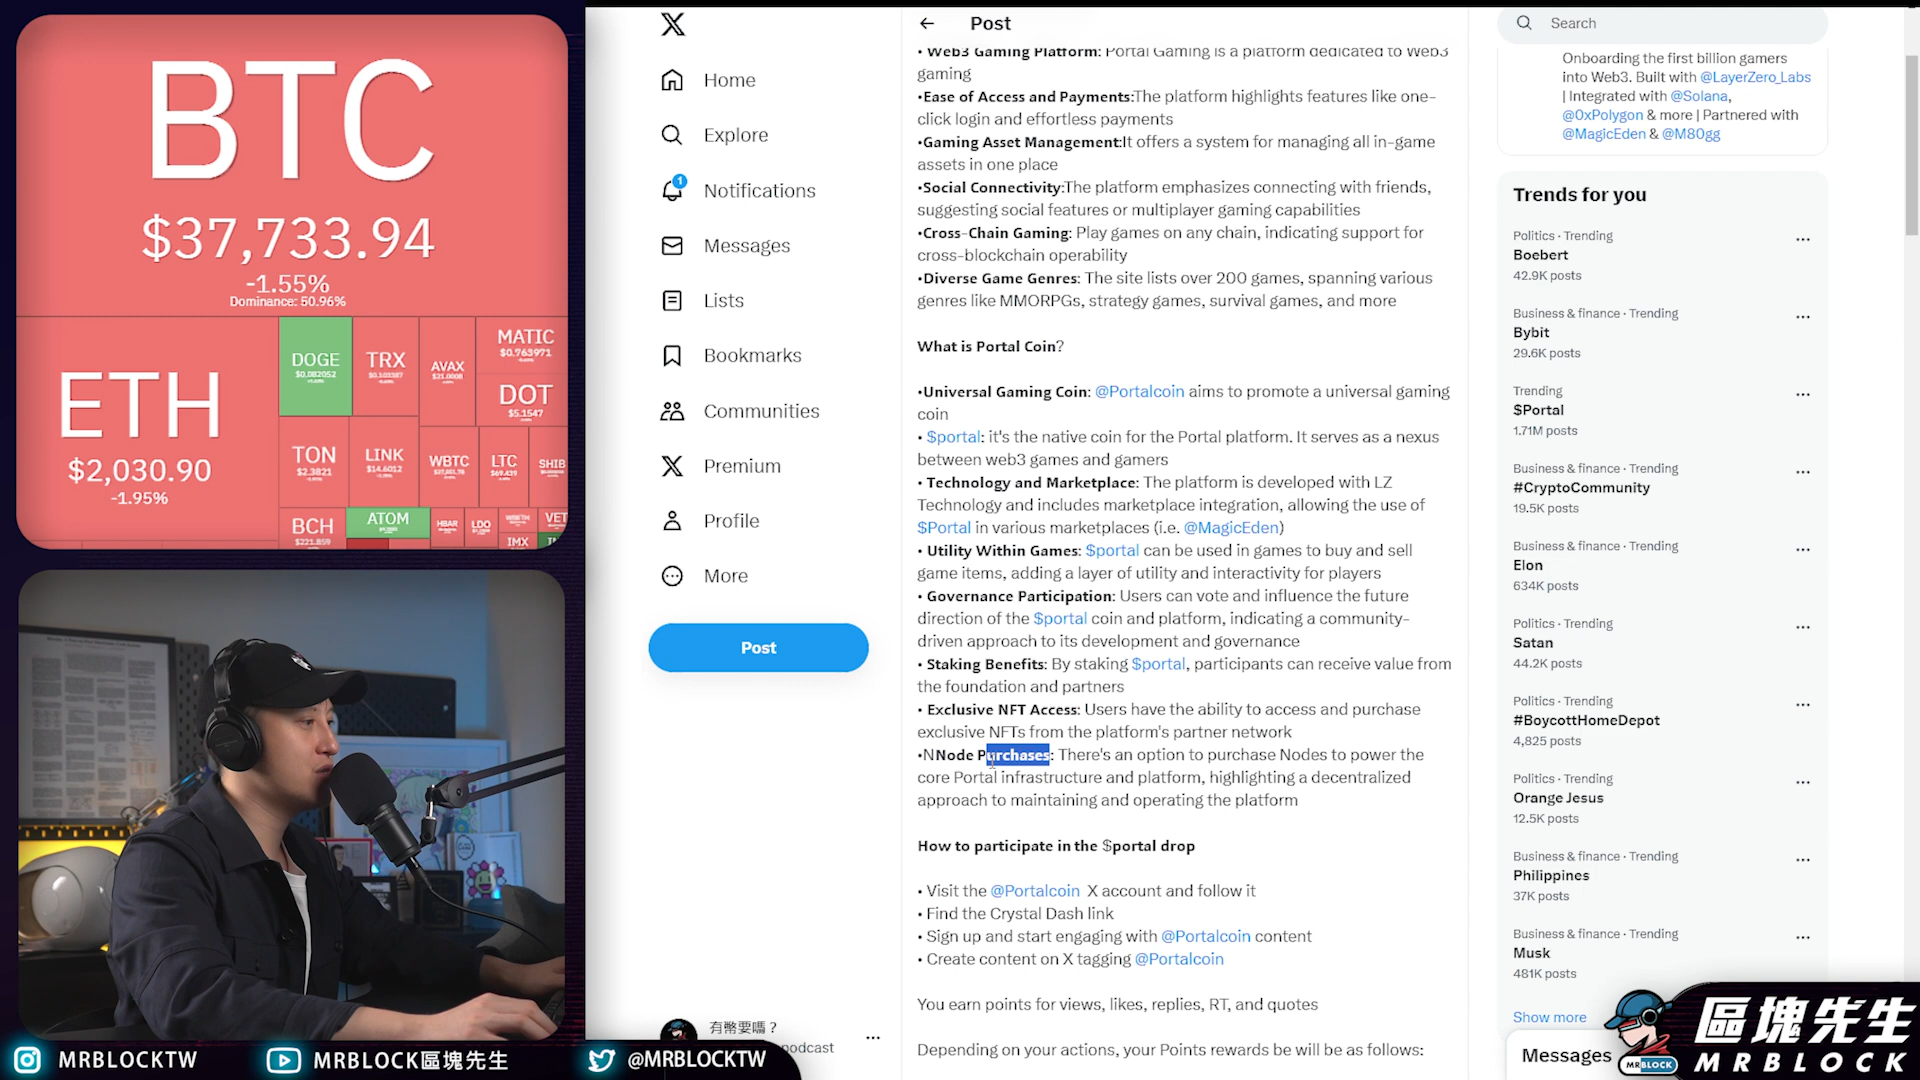 BTC
$37,733.94
-1.55%
Dominance: 50.96%
ETH
$2,030.90
-1.95%
DOGE
$0.082052
TRX
$0.103387
AVAX
$21.0008
MATIC
$0.763971
DOT
$5.1547
TON
$2.3821
LINK
$14.6012
WBTC
LTC
$69.439
SHIB
BCH
$221.859
ATOM
HBAR
LDO
WBETH
VET
IMX
Home
Explore
1
Notifications
Messages
Lists
Bookmarks
Communities
Premium
Profile
More
Post
有幣要嗎？
podcast
Post
• Web3 Gaming Platform: Portal Gaming is a platform dedicated to Web3
gaming
•Ease of Access and Payments:The platform highlights features like one-
click login and effortless payments
•Gaming Asset Management:It offers a system for managing all in-game
assets in one place
•Social Connectivity:The platform emphasizes connecting with friends,
suggesting social features or multiplayer gaming capabilities
•Cross-Chain Gaming: Play games on any chain, indicating support for
cross-blockchain operability
•Diverse Game Genres: The site lists over 200 games, spanning various
genres like MMORPGs, strategy games, survival games, and more
What is Portal Coin?
•Universal Gaming Coin: @Portalcoin aims to promote a universal gaming
coin
• $portal: it's the native coin for the Portal platform. It serves as a nexus
between web3 games and gamers
• Technology and Marketplace: The platform is developed with LZ
Technology and includes marketplace integration, allowing the use of
$Portal in various marketplaces (i.e. @MagicEden)
• Utility Within Games: $portal can be used in games to buy and sell
game items, adding a layer of utility and interactivity for players
• Governance Participation: Users can vote and influence the future
direction of the $portal coin and platform, indicating a community-
driven approach to its development and governance
• Staking Benefits: By staking $portal, participants can receive value from
the foundation and partners
• Exclusive NFT Access: Users have the ability to access and purchase
exclusive NFTs from the platform's partner network
•NNode Purchases: There's an option to purchase Nodes to power the
core Portal infrastructure and platform, highlighting a decentralized
approach to maintaining and operating the platform
How to participate in the $portal drop
• Visit the @Portalcoin X account and follow it
• Find the Crystal Dash link
• Sign up and start engaging with @Portalcoin content
• Create content on X tagging @Portalcoin
You earn points for views, likes, replies, RT, and quotes
Depending on your actions, your Points rewards be will be as follows:
Search
Onboarding the first billion gamers
into Web3. Built with @LayerZero_Labs
| Integrated with @Solana,
@0xPolygon & more | Partnered with
@MagicEden & @M80gg
Trends for you
Politics · Trending
Boebert
42.9K posts
Business & finance · Trending
Bybit
29.6K posts
Trending
$Portal
1.71M posts
Business & finance · Trending
#CryptoCommunity
19.5K posts
Business & finance · Trending
Elon
634K posts
Politics · Trending
Satan
44.2K posts
Politics · Trending
#BoycottHomeDepot
4,825 posts
Politics · Trending
Orange Jesus
12.5K posts
Business & finance · Trending
Philippines
37K posts
Business & finance · Trending
Musk
481K posts
Show more
Messages
MRBLOCKTW
MRBLOCK區塊先生
@MRBLOCKTW
MRBLOCK
區塊先生
MRBLOCK